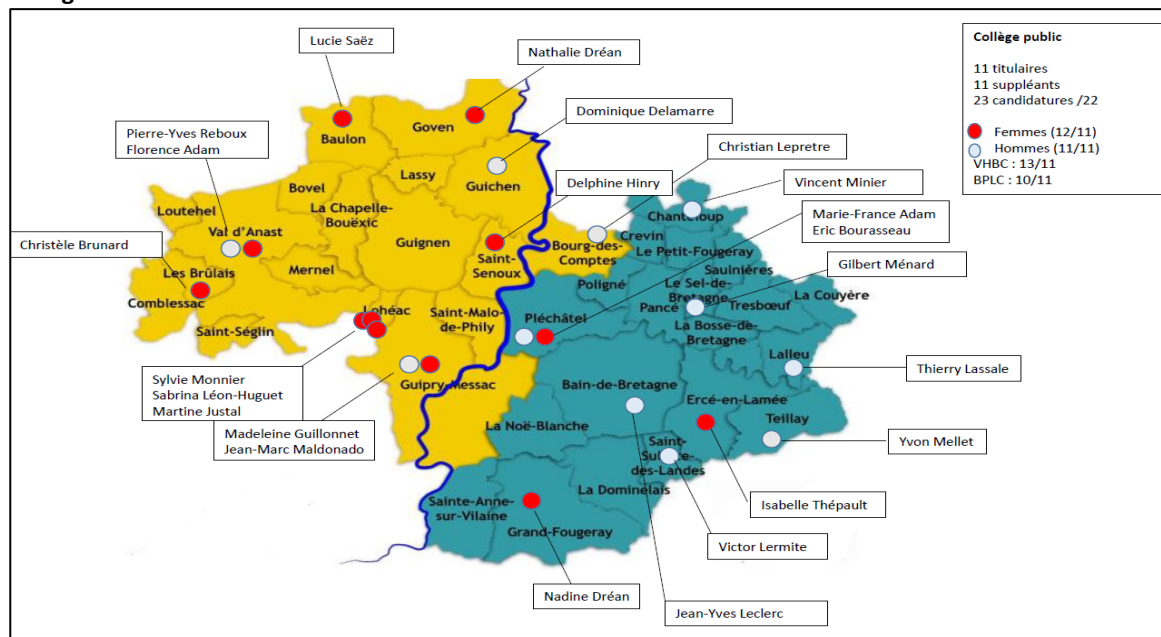 Lucie Saëz
Nathalie Dréan
Dominique Delamarre
Pierre-Yves Reboux
Florence Adam
Christian Lepretre
Delphine Hinry
Vincent Minier
Marie-France Adam
Eric Bourasseau
Christèle Brunard
Gilbert Ménard
Thierry Lassale
Sylvie Monnier
Sabrina Léon-Huguet
Martine Justal
Madeleine Guillonnet
Jean-Marc Maldonado
Yvon Mellet
Isabelle Thépault
Victor Lermite
Nadine Dréan
Jean-Yves Leclerc
Collège public
11 titulaires
11 suppléants
23 candidatures /22
Femmes (12/11)
Hommes (11/11)
VHBC : 13/11
BPLC : 10/11
Baulon
Goven
Guichen
Lassy
Bovel
La Chapelle-
Bouëxic
Loutehel
Val d'Anast
Guignen
Mernel
Les Brûlais
Comblessac
Saint-Séglin
Lohéac
Saint-Malo-
de-Phily
Saint-
Senoux
Bourg-des-
Comptes
Guipry-Messac
Chanteloup
Crevin
Le Petit-Fougeray
Saulnières
Poligné
Le Sel-de-
Bretagne
Pancé
Tresbœuf
La Couyère
La Bosse-de-
Bretagne
Pléchâtel
Lalleu
Bain-de-Bretagne
Ercé-en-Lamée
Teillay
La Noë-Blanche
Saint-
des-Landes
La Dominelais
Sainte-Anne-
sur-Vilaine
Grand-Fougeray